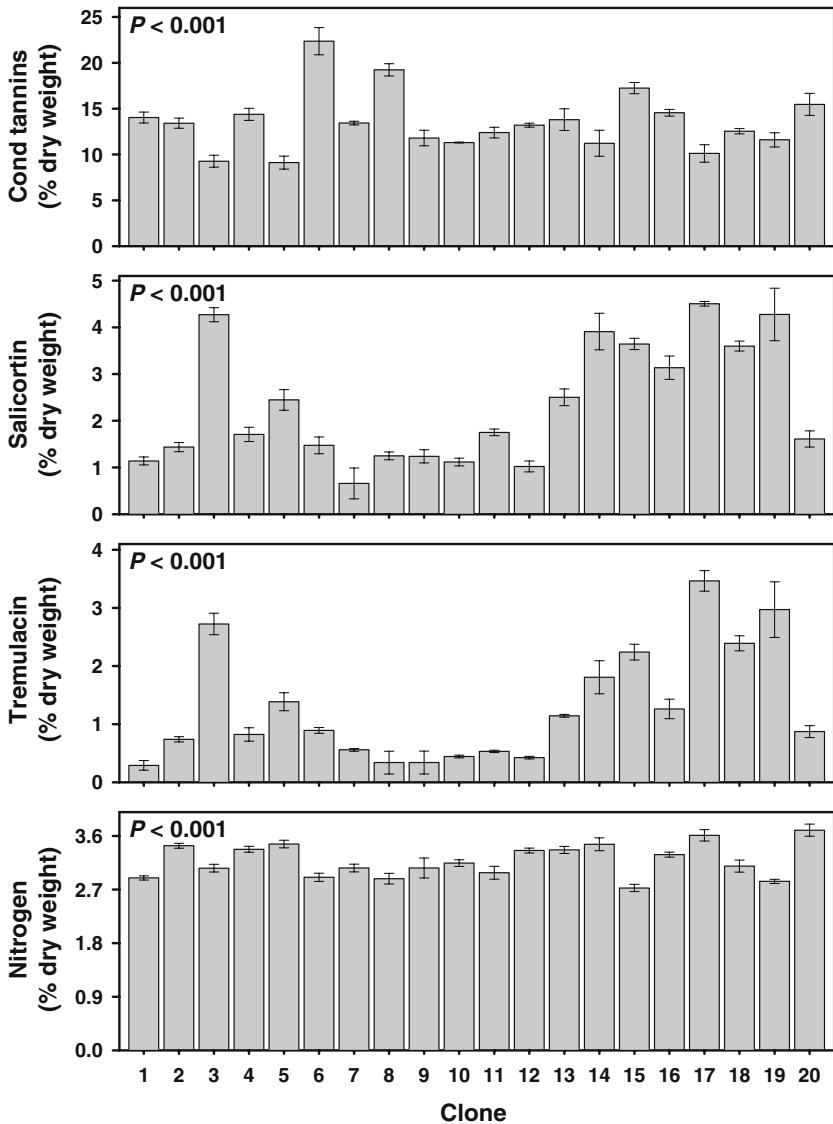 P < 0.001
25
20
15
10
5
0
Cond tannins
(% dry weight)
P < 0.001
5
4
3
2
1
0
Salicortin
(% dry weight)
P < 0.001
4
3
2
1
0
Tremulacin
(% dry weight)
P < 0.001
3.6
2.7
1.8
0.9
0.0
Nitrogen
(% dry weight)
1 2 3 4 5 6 7 8 9 10 11 12 13 14 15 16 17 18 19 20
Clone